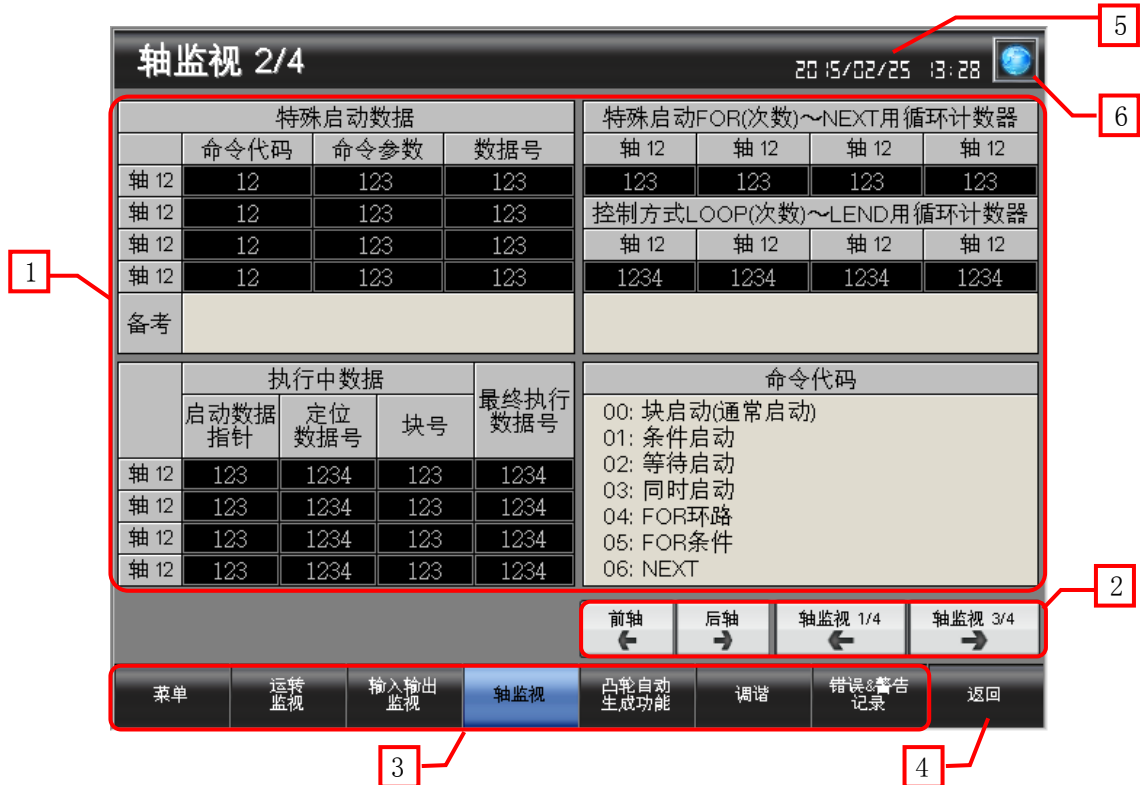 5
轴监视 2/4
2015/02/25 13:28
6
特殊启动数据
命令代码 命令参数 数据号
轴 12 12 123 123
轴 12 12 123 123
轴 12 12 123 123
轴 12 12 123 123
备考
特殊启动FOR(次数)～NEXT用循环计数器
轴 12 轴 12 轴 12 轴 12
123 123 123 123
控制方式LOOP(次数)～LEND用循环计数器
轴 12 轴 12 轴 12 轴 12
1234 1234 1234 1234
1
执行中数据 最终执行
数据号
启动数据
指针
定位
数据号
块号
轴 12 123 1234 123 1234
轴 12 123 1234 123 1234
轴 12 123 1234 123 1234
轴 12 123 1234 123 1234
命令代码
00: 块启动(通常启动)
01: 条件启动
02: 等待启动
03: 同时启动
04: FOR环路
05: FOR条件
06: NEXT
2
前轴
后轴
轴监视 1/4
轴监视 3/4
菜单
运转
监视
输入输出
监视
轴监视
凸轮自动
生成功能
调谐
错误&警告
记录
返回
3
4